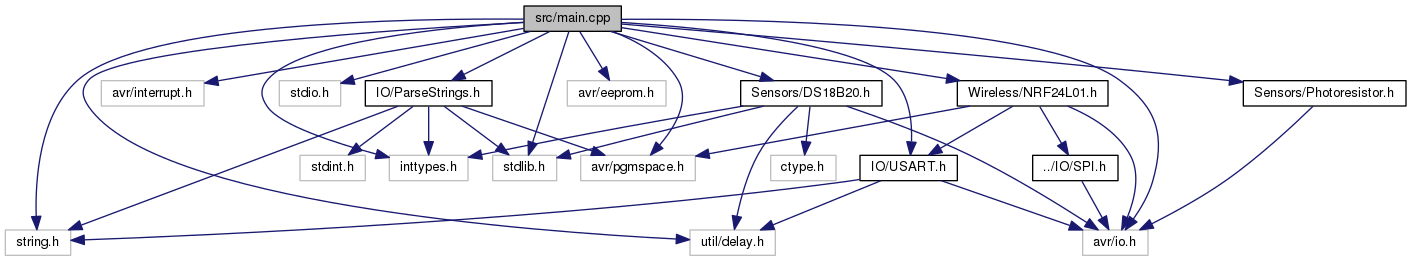 src/main.cpp
avr/interrupt.h
stdio.h
IO/ParseStrings.h
avr/eeprom.h
Sensors/DS18B20.h
Wireless/NRF24L01.h
Sensors/Photoresistor.h
stdint.h
inttypes.h
stdlib.h
avr/pgmspace.h
ctype.h
IO/USART.h
../IO/SPI.h
string.h
util/delay.h
avr/io.h